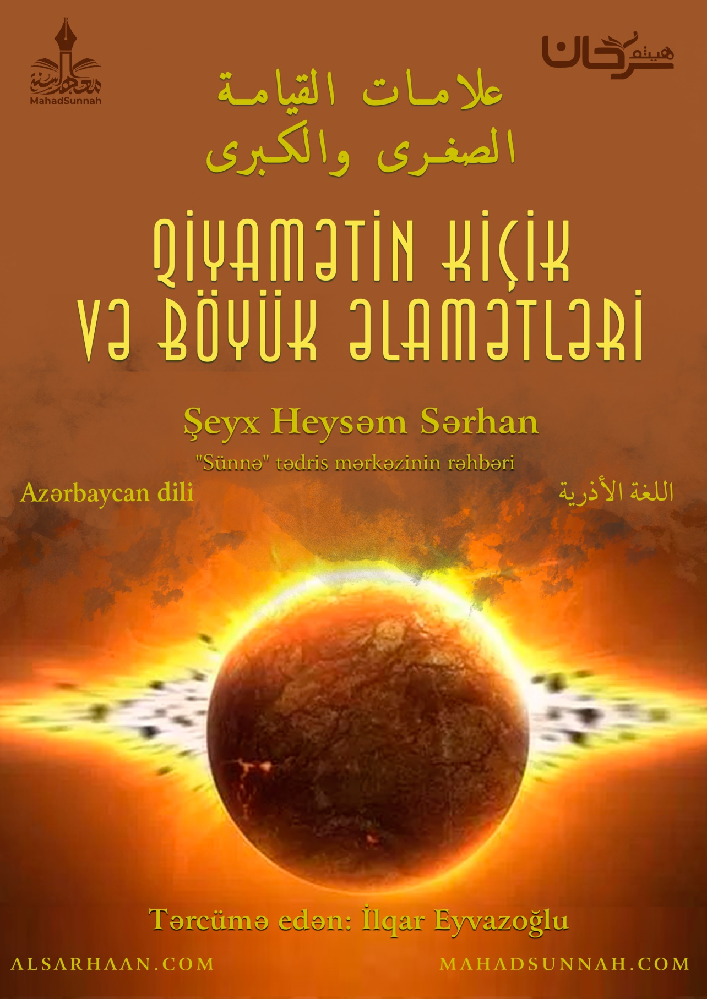 معهد السنة
MahadSunnah
هيثم سرحان
علامات القيامة
الصغرى والكبرى
QİYAMƏTİN KİÇİK
VƏ BÖYÜK ƏLAMƏTLƏRİ
Şeyx Heysəm Sərhan
"Sünnə" tədris mərkəzinin rəhbəri
Azərbaycan dili
اللغة الأذرية
Tərcümə edən: İlqar Eyvazoğlu
ALSARHAAN.COM
MAHADSUNNAH.COM